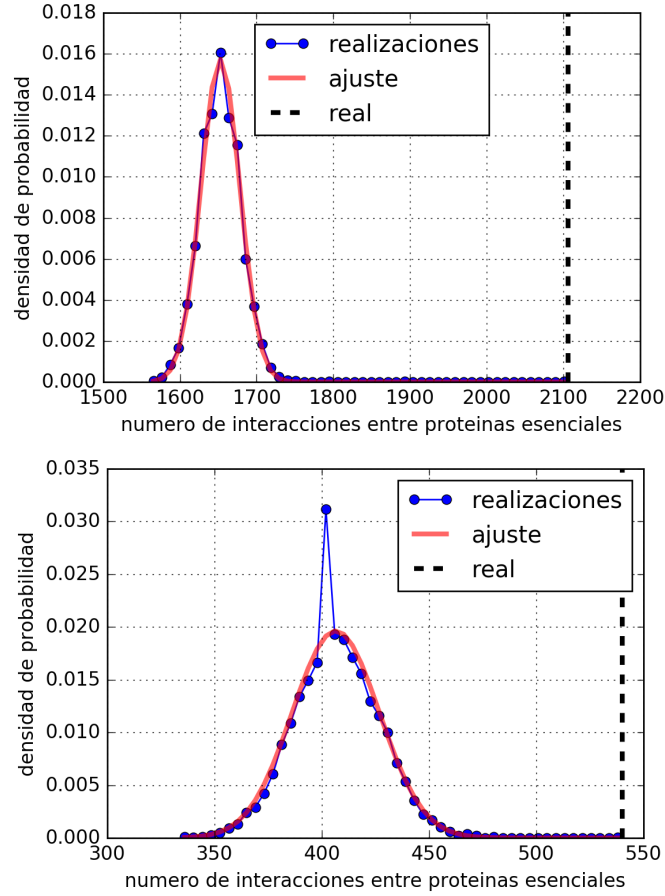 0.018
0.016
0.014
0.012
0.010
0.008
0.006
0.004
0.002
0.000
densidad de probabilidad
realizaciones
ajuste
real
1500 1600 1700 1800 1900 2000 2100 2200
numero de interacciones entre proteinas esenciales
0.035
0.030
0.025
0.020
0.015
0.010
0.005
0.000
densidad de probabilidad
realizaciones
ajuste
real
300 350 400 450 500 550
numero de interacciones entre proteinas esenciales